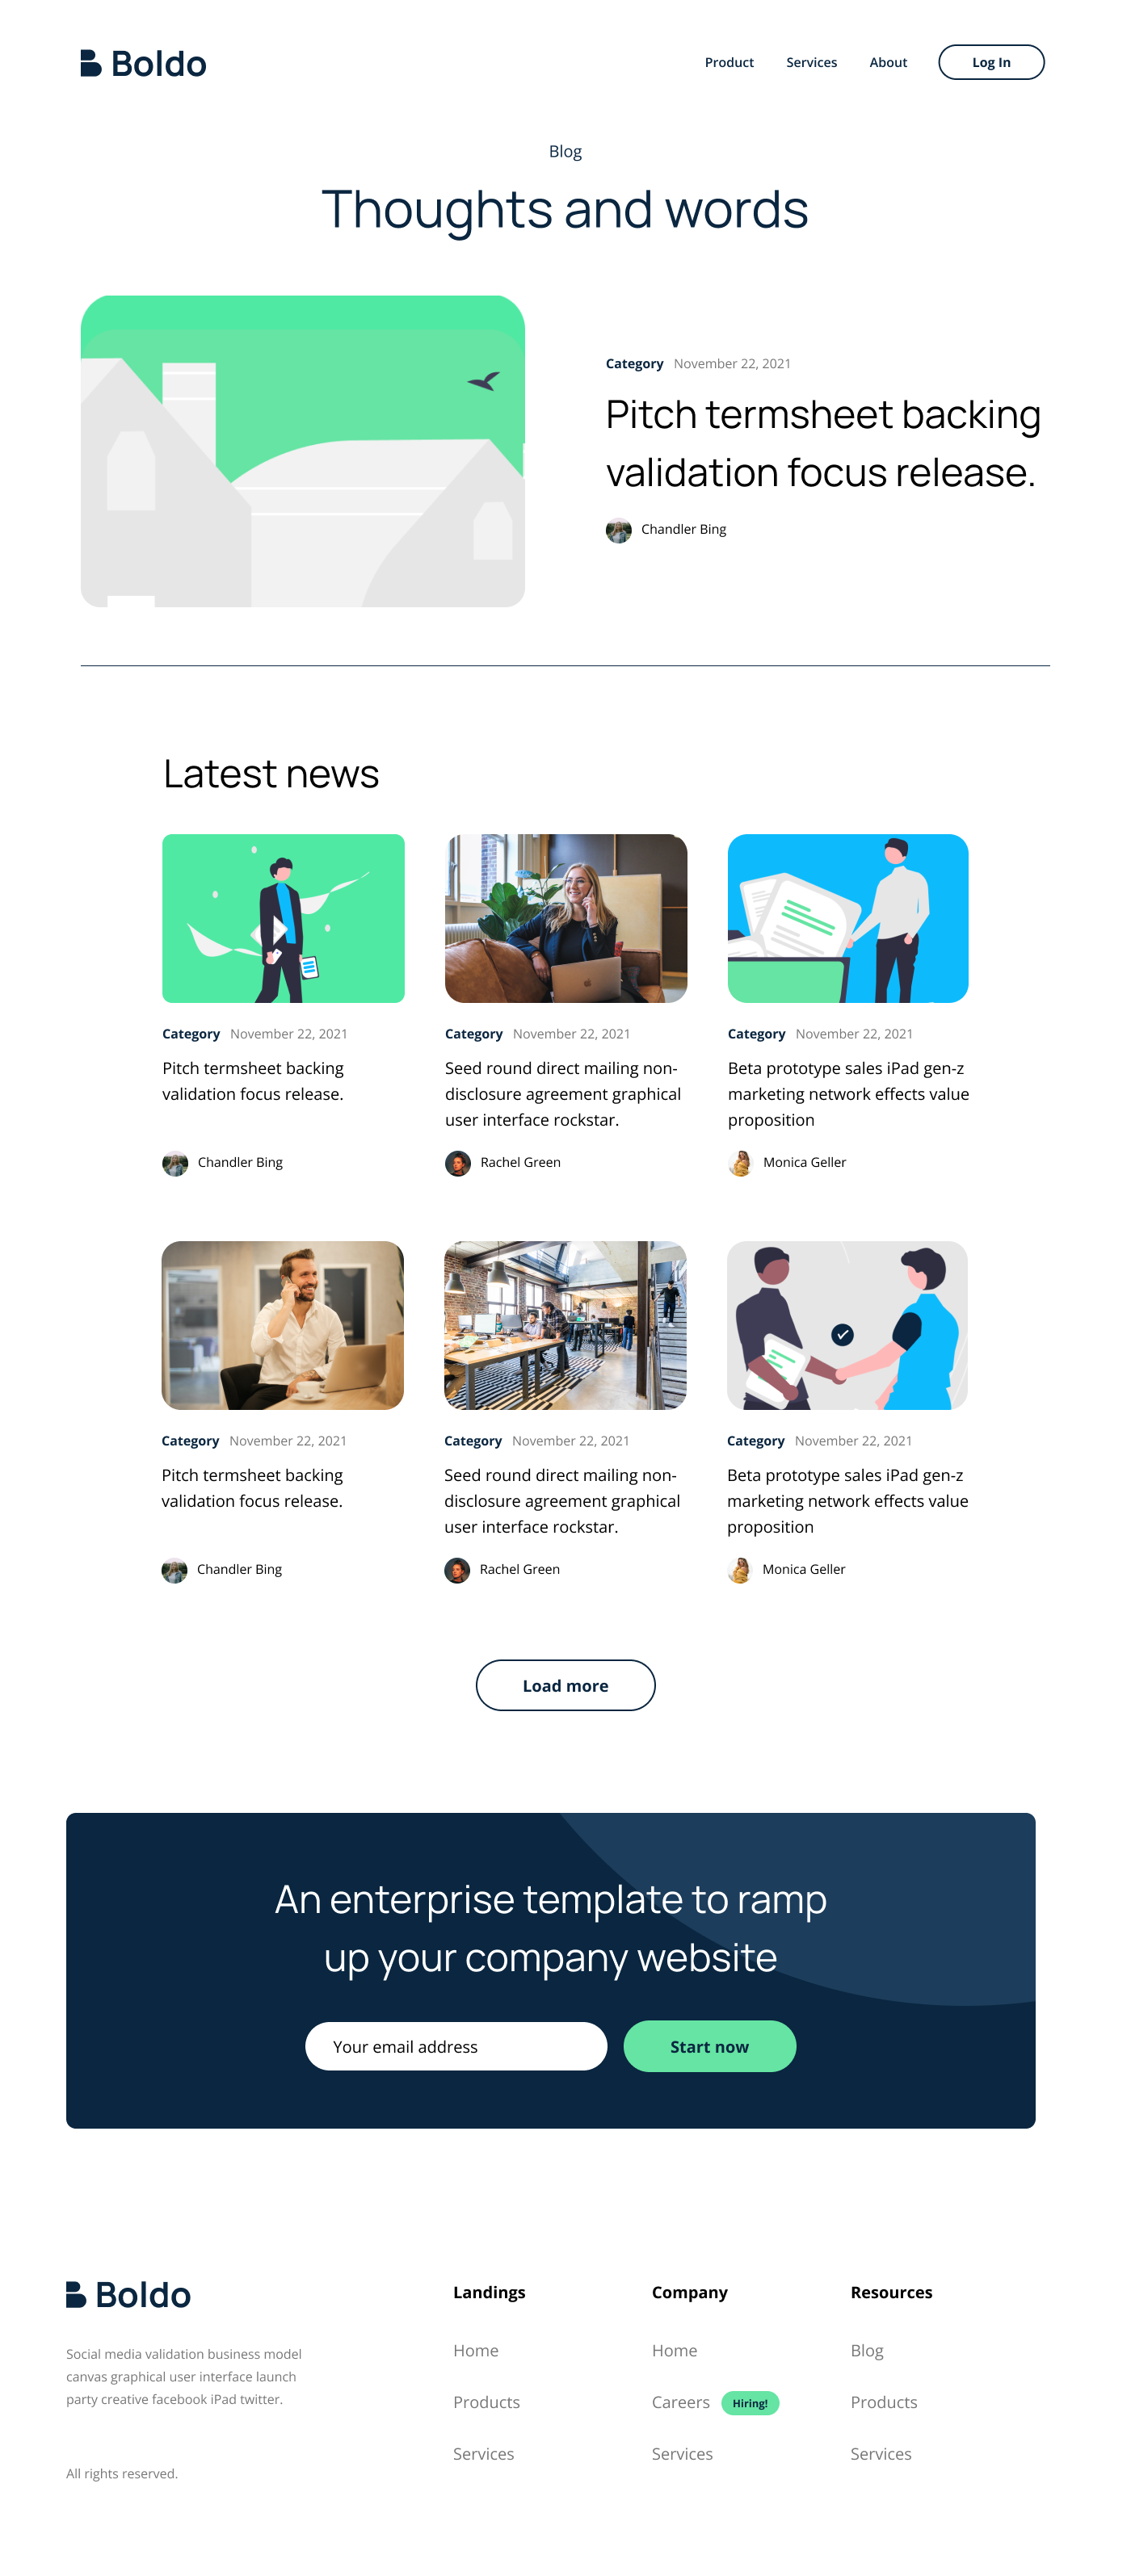 Boldo
Product Services About Log In
Blog
Thoughts and words
Category November 22, 2021
Pitch termsheet backing
validation focus release.
Chandler Bing
Latest news
Category November 22, 2021
Pitch termsheet backing
validation focus release.
Chandler Bing
Category November 22, 2021
Seed round direct mailing non-
disclosure agreement graphical
user interface rockstar.
Rachel Green
Category November 22, 2021
Beta prototype sales iPad gen-z
marketing network effects value
proposition
Monica Geller
Category November 22, 2021
Pitch termsheet backing
validation focus release.
Chandler Bing
Category November 22, 2021
Seed round direct mailing non-
disclosure agreement graphical
user interface rockstar.
Rachel Green
Category November 22, 2021
Beta prototype sales iPad gen-z
marketing network effects value
proposition
Monica Geller
Load more
An enterprise template to ramp
up your company website
Your email address
Start now
Boldo
Social media validation business model
canvas graphical user interface launch
party creative facebook iPad twitter.
All rights reserved.
Landings
Home
Products
Services
Company
Home
Careers Hiring!
Services
Resources
Blog
Products
Services